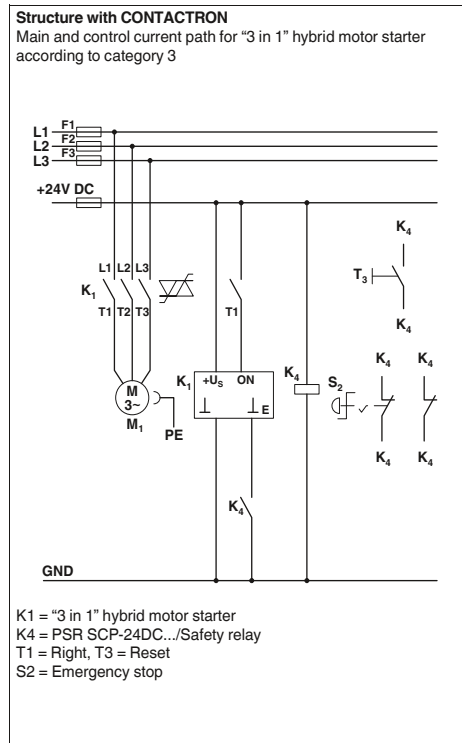 Structure with CONTACTRON
Main and control current path for “3 in 1” hybrid motor starter
according to category 3
L1 F1
L2 F2
L3 F3
+24V DC
K4
L1 L2 L3
K1
T3
T1 T2 T3
T1
K4
K1 +US ON
K4
S2
K4 K4
M
3~
E
M1
PE
K4 K4
K4
GND
K1 = “3 in 1” hybrid motor starter
K4 = PSR SCP-24DC.../Safety relay
T1 = Right, T3 = Reset
S2 = Emergency stop